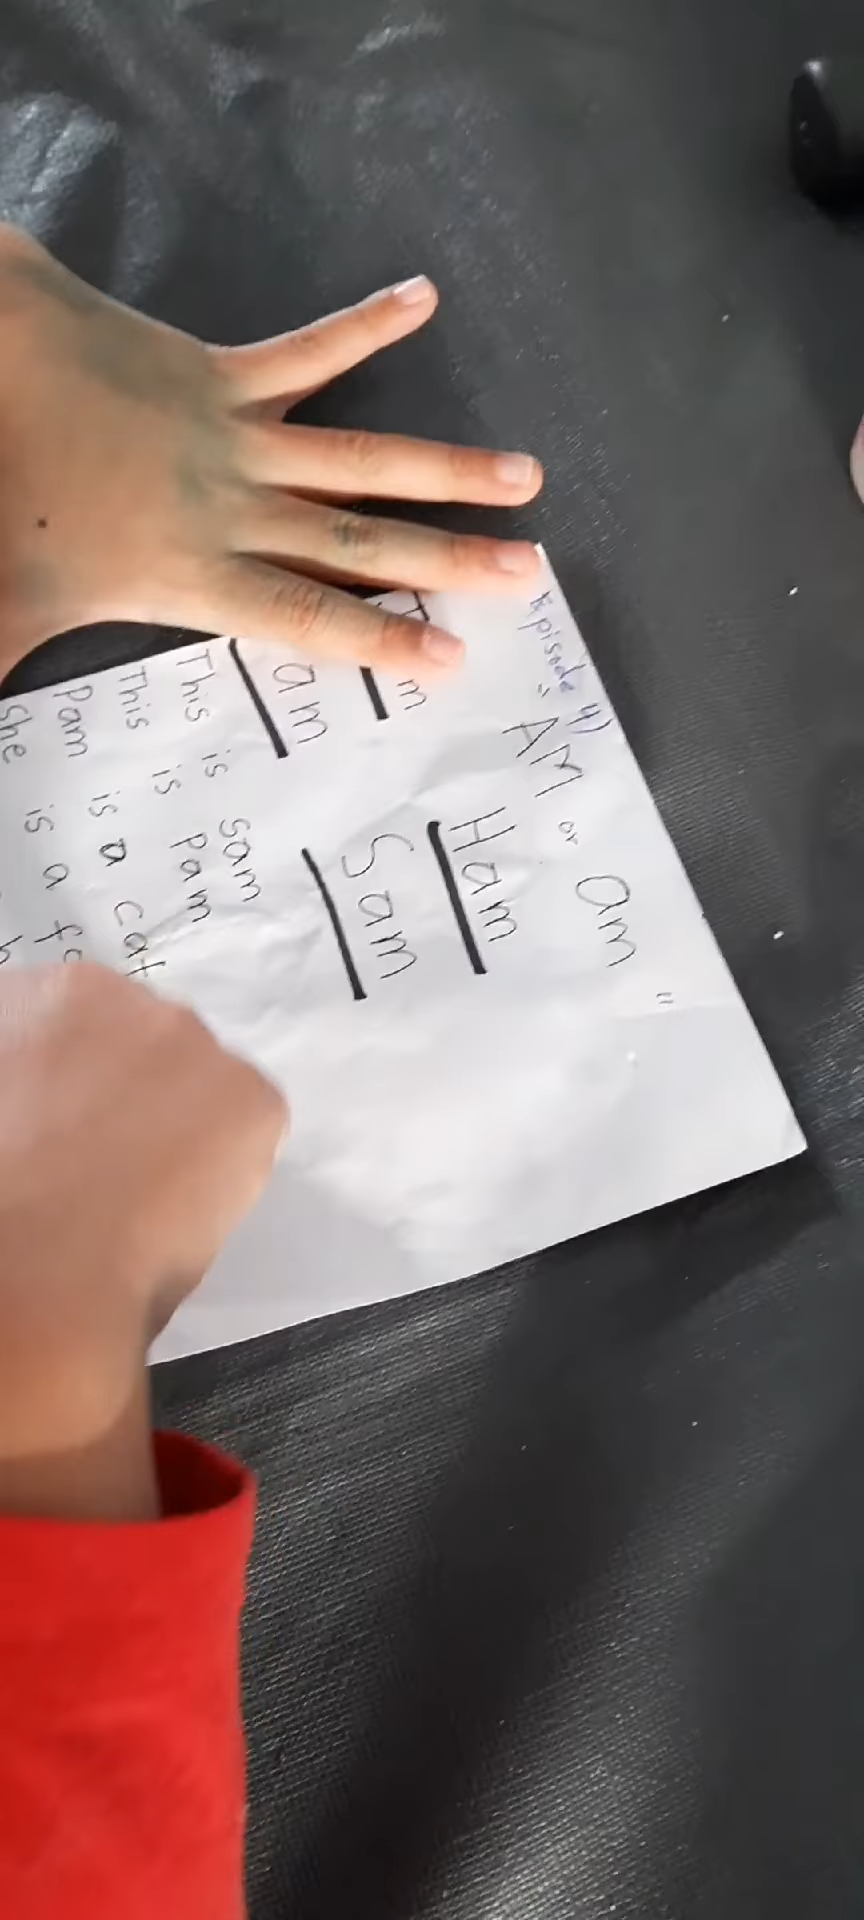 Episode 4)
"AM or am"
Ham
am Sam
This is sam
This is pam
Pam is a cat
she is a